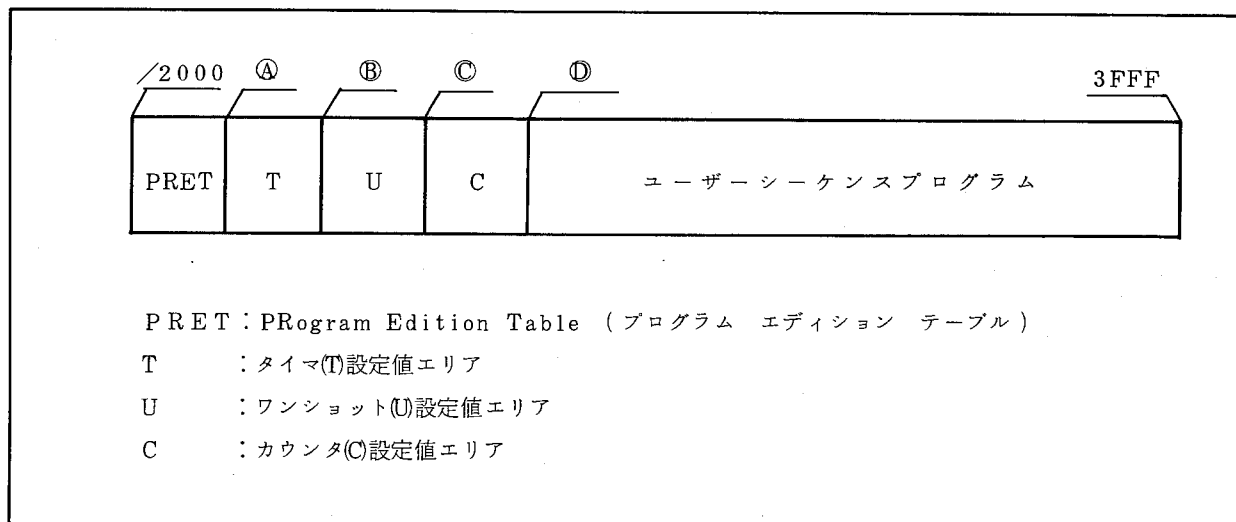 /2000 Ⓐ Ⓑ Ⓒ Ⓓ 3FFF
PRET T U C ユーザーシーケンスプログラム
PRET：PRogram Edition Table （プログラム エディション テーブル）
T ：タイマ(T)設定値エリア
U ：ワンショット(U)設定値エリア
C ：カウンタ(C)設定値エリア